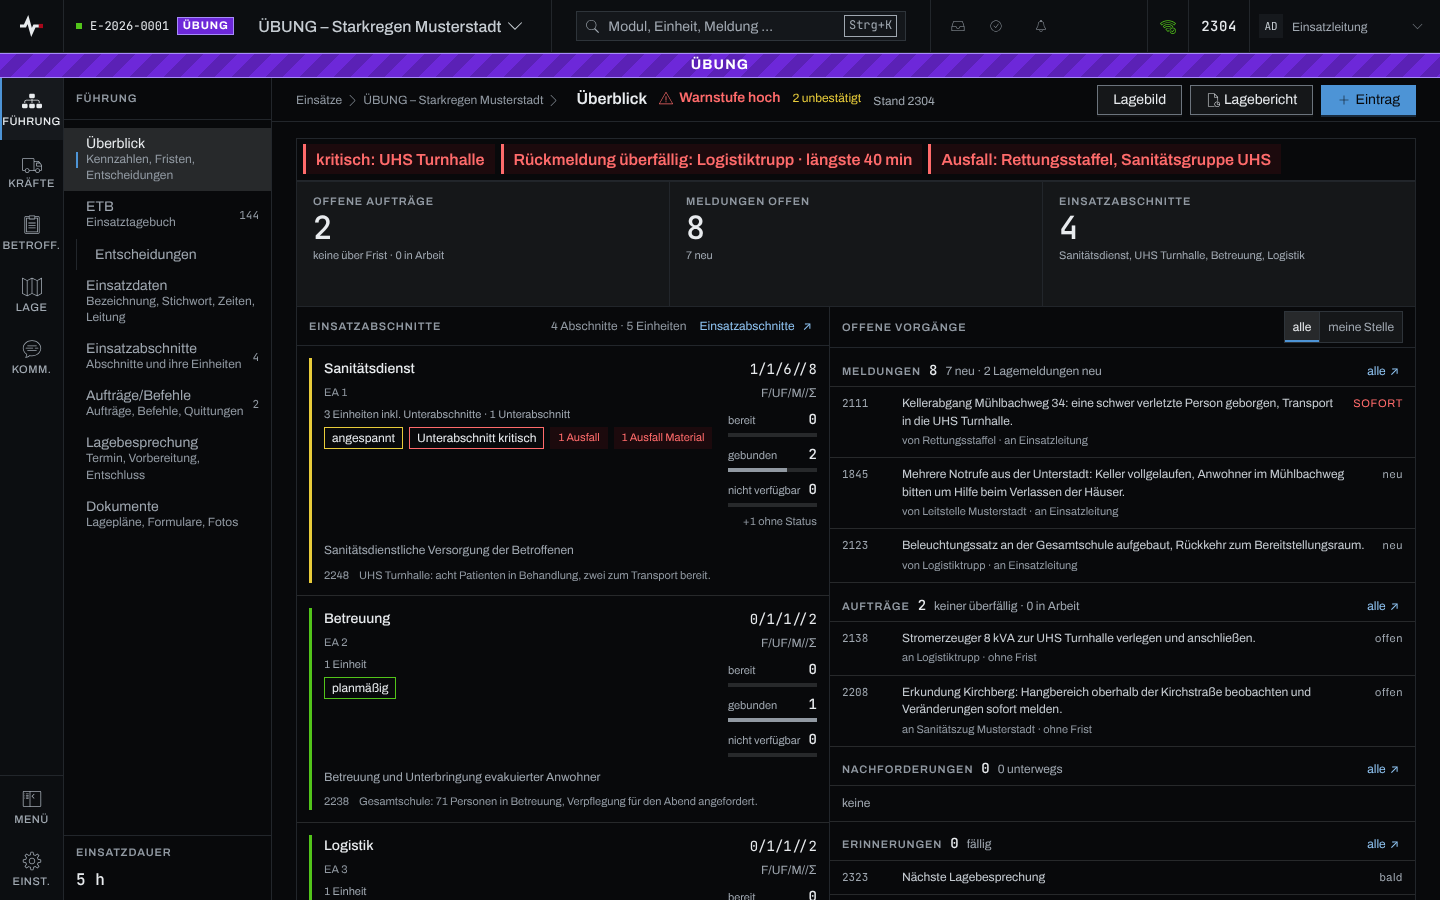 E-2026-0001 ÜBUNG ÜBUNG – Starkregen Musterstadt
Modul, Einheit, Meldung ... Strg+K
2304 AD Einsatzleitung
ÜBUNG
FÜHRUNG
KRÄFTE
BETROFF.
LAGE
KOMM.
MENÜ
EINST.
FÜHRUNG
Überblick
Kennzahlen, Fristen,
Entscheidungen
ETB
Einsatztagebuch 144
Entscheidungen
Einsatzdaten
Bezeichnung, Stichwort, Zeiten,
Leitung
Einsatzabschnitte
Abschnitte und ihre Einheiten 4
Aufträge/Befehle
Aufträge, Befehle, Quittungen 2
Lagebesprechung
Termin, Vorbereitung,
Entschluss
Dokumente
Lagepläne, Formulare, Fotos
EINSATZDAUER
5 h
Einsätze ÜBUNG – Starkregen Musterstadt Überblick Warnstufe hoch 2 unbestätigt Stand 2304
Lagebild Lagebericht + Eintrag
kritisch: UHS Turnhalle Rückmeldung überfällig: Logistiktrupp · längste 40 min Ausfall: Rettungsstaffel, Sanitätsgruppe UHS
OFFENE AUFTRÄGE
2
keine über Frist · 0 in Arbeit
MELDUNGEN OFFEN
8
7 neu
EINSATZABSCHNITTE
4
Sanitätsdienst, UHS Turnhalle, Betreuung, Logistik
EINSATZABSCHNITTE 4 Abschnitte · 5 Einheiten Einsatzabschnitte ↗
Sanitätsdienst 1/1/6//8
EA 1 F/UF/M//Σ
3 Einheiten inkl. Unterabschnitte · 1 Unterabschnitt
angespannt Unterabschnitt kritisch 1 Ausfall 1 Ausfall Material
bereit 0
gebunden 2
nicht verfügbar 0
+1 ohne Status
Sanitätsdienstliche Versorgung der Betroffenen
2248 UHS Turnhalle: acht Patienten in Behandlung, zwei zum Transport bereit.
Betreuung 0/1/1//2
EA 2 F/UF/M//Σ
1 Einheit
planmäßig
bereit 0
gebunden 1
nicht verfügbar 0
Betreuung und Unterbringung evakuierter Anwohner
2238 Gesamtschule: 71 Personen in Betreuung, Verpflegung für den Abend angefordert.
Logistik 0/1/1//2
EA 3 F/UF/M//Σ
1 Einheit
bereit 0
OFFENE VORGÄNGE alle meine Stelle
MELDUNGEN 8 7 neu · 2 Lagemeldungen neu alle ↗
2111 Kellerabgang Mühlbachweg 34: eine schwer verletzte Person geborgen, Transport SOFORT
in die UHS Turnhalle.
von Rettungsstaffel · an Einsatzleitung
1845 Mehrere Notrufe aus der Unterstadt: Keller vollgelaufen, Anwohner im Mühlbachweg neu
bitten um Hilfe beim Verlassen der Häuser.
von Leitstelle Musterstadt · an Einsatzleitung
2123 Beleuchtungssatz an der Gesamtschule aufgebaut, Rückkehr zum Bereitstellungsraum. neu
von Logistiktrupp · an Einsatzleitung
AUFTRÄGE 2 keiner überfällig · 0 in Arbeit alle ↗
2138 Stromerzeuger 8 kVA zur UHS Turnhalle verlegen und anschließen. offen
an Logistiktrupp · ohne Frist
2208 Erkundung Kirchberg: Hangbereich oberhalb der Kirchstraße beobachten und offen
Veränderungen sofort melden.
an Sanitätszug Musterstadt · ohne Frist
NACHFORDERUNGEN 0 0 unterwegs alle ↗
keine
ERINNERUNGEN 0 fällig alle ↗
2323 Nächste Lagebesprechung bald